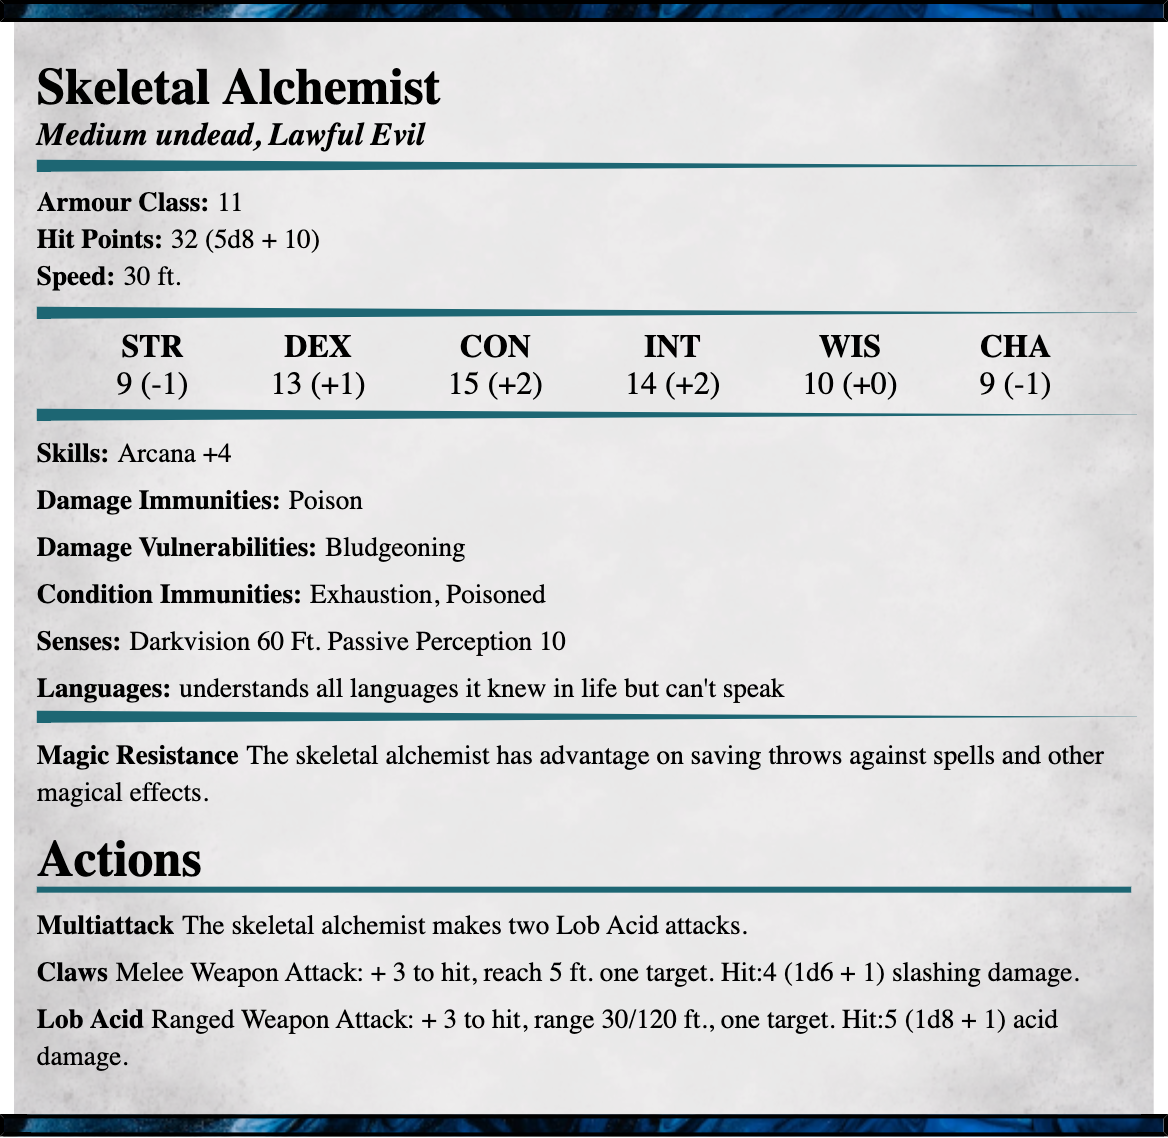 Skeletal Alchemist
Medium undead, Lawful Evil
Armour Class: 11
Hit Points: 32 (5d8 + 10)
Speed: 30 ft.
STR DEX CON INT WIS CHA
9 (-1) 13 (+1) 15 (+2) 14 (+2) 10 (+0) 9 (-1)
Skills: Arcana +4
Damage Immunities: Poison
Damage Vulnerabilities: Bludgeoning
Condition Immunities: Exhaustion, Poisoned
Senses: Darkvision 60 Ft. Passive Perception 10
Languages: understands all languages it knew in life but can't speak
Magic Resistance The skeletal alchemist has advantage on saving throws against spells and other
magical effects.
Actions
Multiattack The skeletal alchemist makes two Lob Acid attacks.
Claws Melee Weapon Attack: + 3 to hit, reach 5 ft. one target. Hit:4 (1d6 + 1) slashing damage.
Lob Acid Ranged Weapon Attack: + 3 to hit, range 30/120 ft., one target. Hit:5 (1d8 + 1) acid
damage.